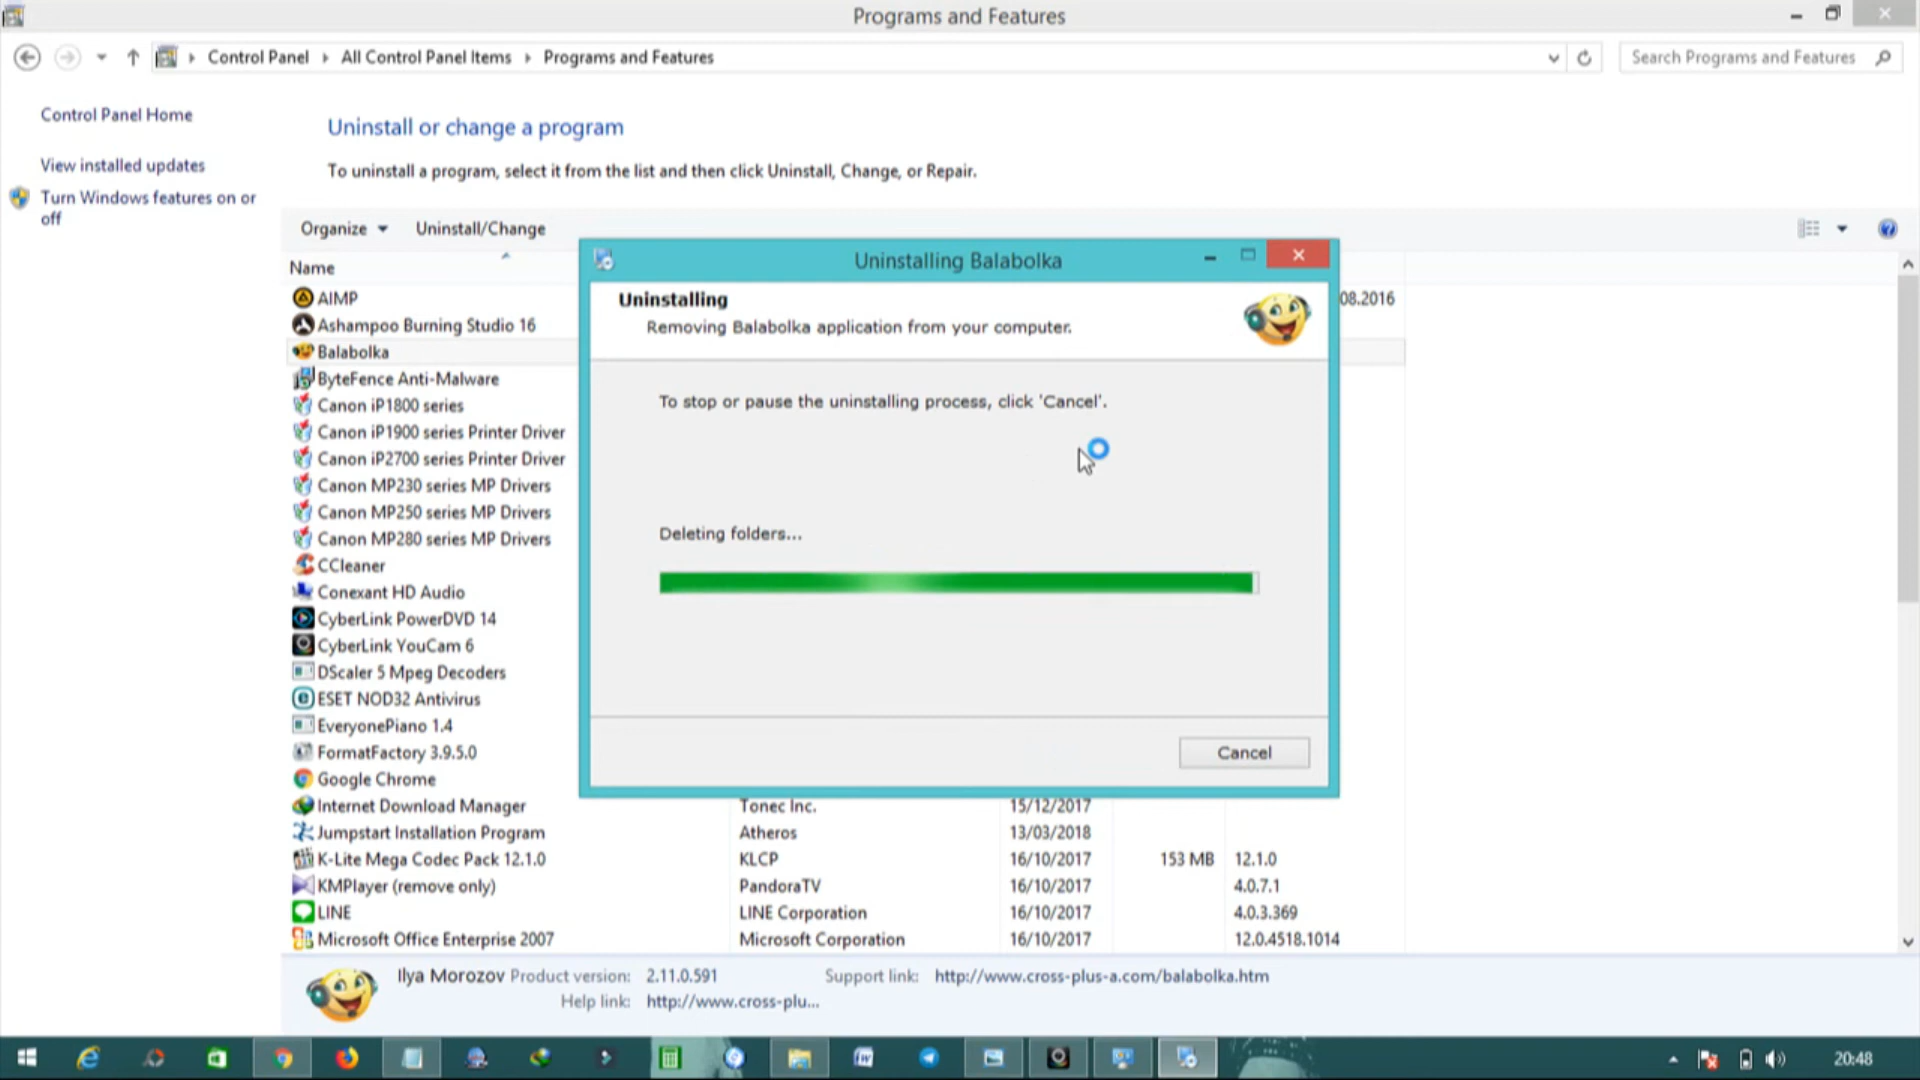 Programs and Features
Control Panel All Control Panel Items Programs and Features
Search Programs and Features
Control Panel Home
View installed updates
Turn Windows features on or
off
Uninstall or change a program
To uninstall a program, select it from the list and then click Uninstall, Change, or Repair.
Organize Uninstall/Change
Name
AIMP 08.2016
Ashampoo Burning Studio 16
Balabolka
ByteFence Anti-Malware
Canon iP1800 series
Canon iP1900 series Printer Driver
Canon iP2700 series Printer Driver
Canon MP230 series MP Drivers
Canon MP250 series MP Drivers
Canon MP280 series MP Drivers
CCleaner
Conexant HD Audio
CyberLink PowerDVD 14
CyberLink YouCam 6
DScaler 5 Mpeg Decoders
ESET NOD32 Antivirus
EveryonePiano 1.4
FormatFactory 3.9.5.0
Google Chrome
Internet Download Manager Tonec Inc. 15/12/2017
Jumpstart Installation Program Atheros 13/03/2018
K-Lite Mega Codec Pack 12.1.0 KLCP 16/10/2017 153 MB 12.1.0
KMPlayer (remove only) PandoraTV 16/10/2017 4.0.7.1
LINE LINE Corporation 16/10/2017 4.0.3.369
Microsoft Office Enterprise 2007 Microsoft Corporation 16/10/2017 12.0.4518.1014
Uninstalling Balabolka
Uninstalling
Removing Balabolka application from your computer.
To stop or pause the uninstalling process, click 'Cancel'.
Deleting folders...
Cancel
Ilya Morozov Product version: 2.11.0.591 Support link: http://www.cross-plus-a.com/balabolka.htm
Help link: http://www.cross-plu...
20:48